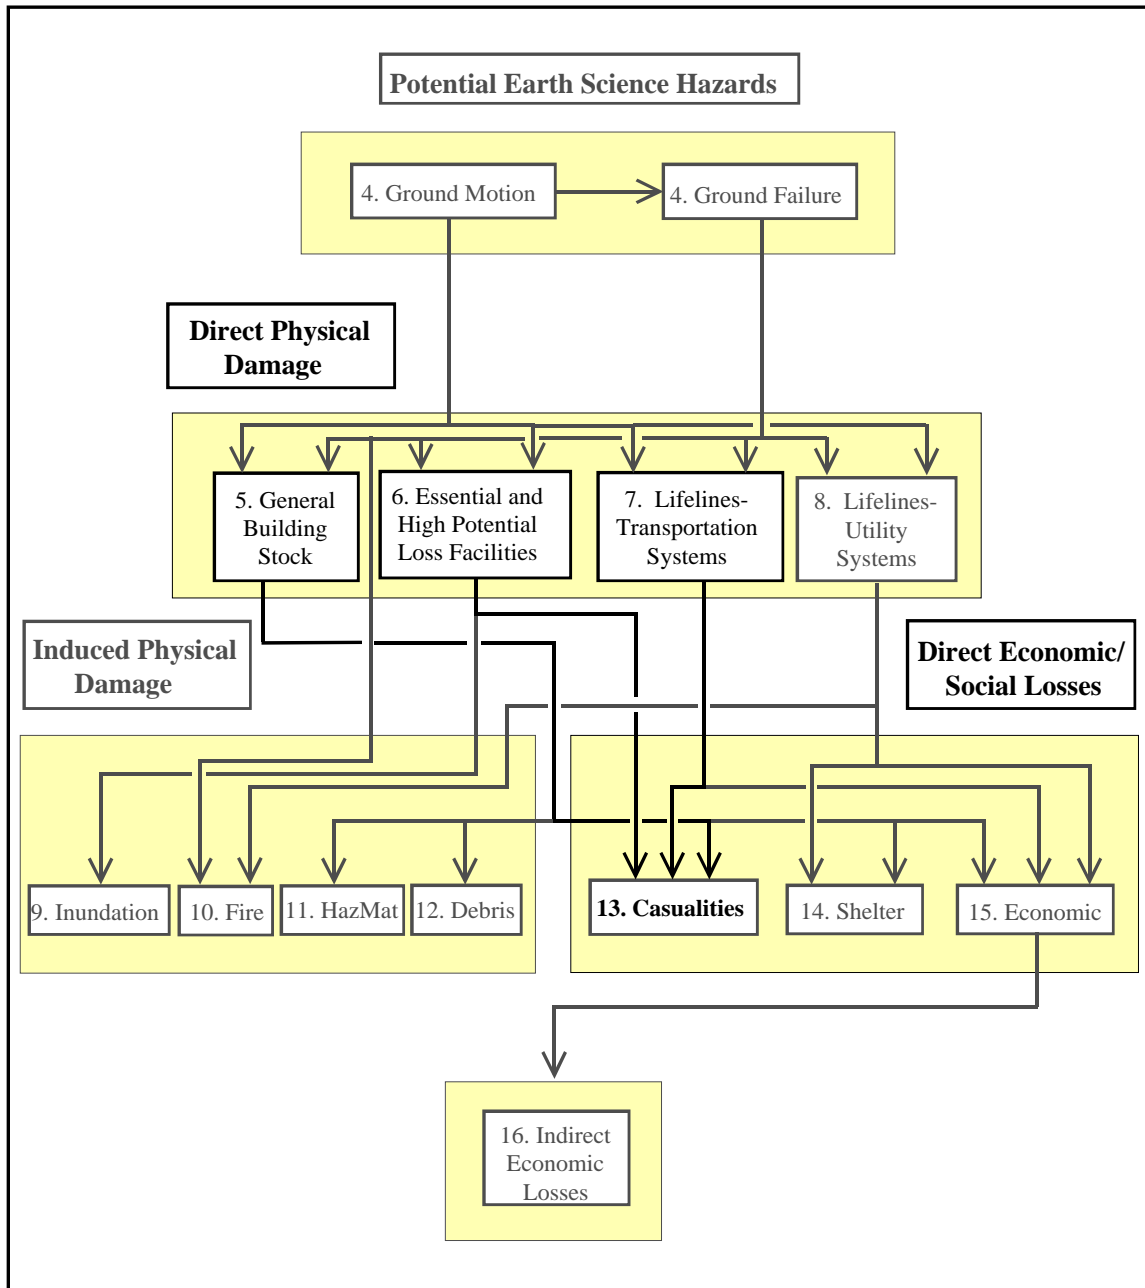 Potential Earth Science Hazards
4. Ground Motion
4. Ground Failure
Direct Physical
Damage
5. General
Building
Stock
6. Essential and
High Potential
Loss Facilities
7. Lifelines-
Transportation
Systems
8. Lifelines-
Utility
Systems
Induced Physical
Damage
Direct Economic/
Social Losses
9. Inundation
10. Fire
11. HazMat
12. Debris
13. Casualities
14. Shelter
15. Economic
16. Indirect
Economic
Losses